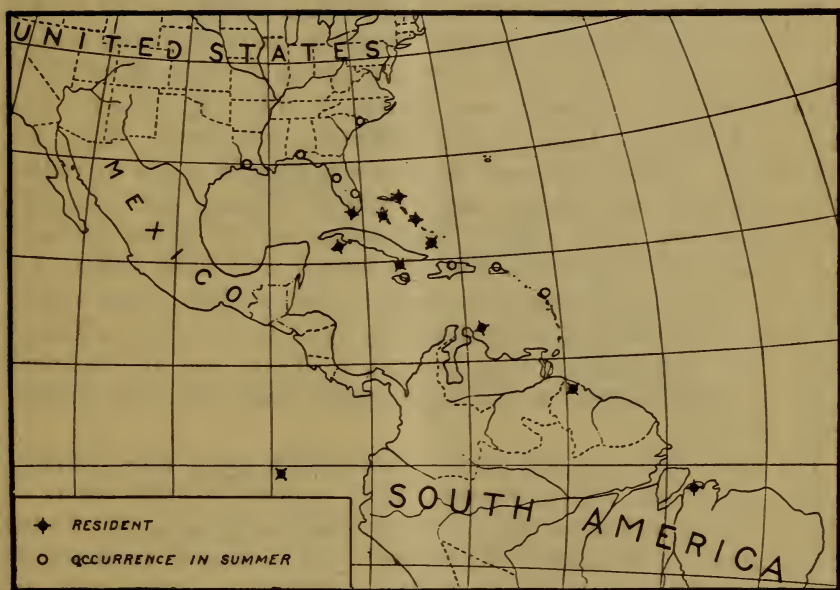 UNITED STATES
MEXICO
SOUTH AMERICA
RESIDENT
OCCURRENCE IN SUMMER